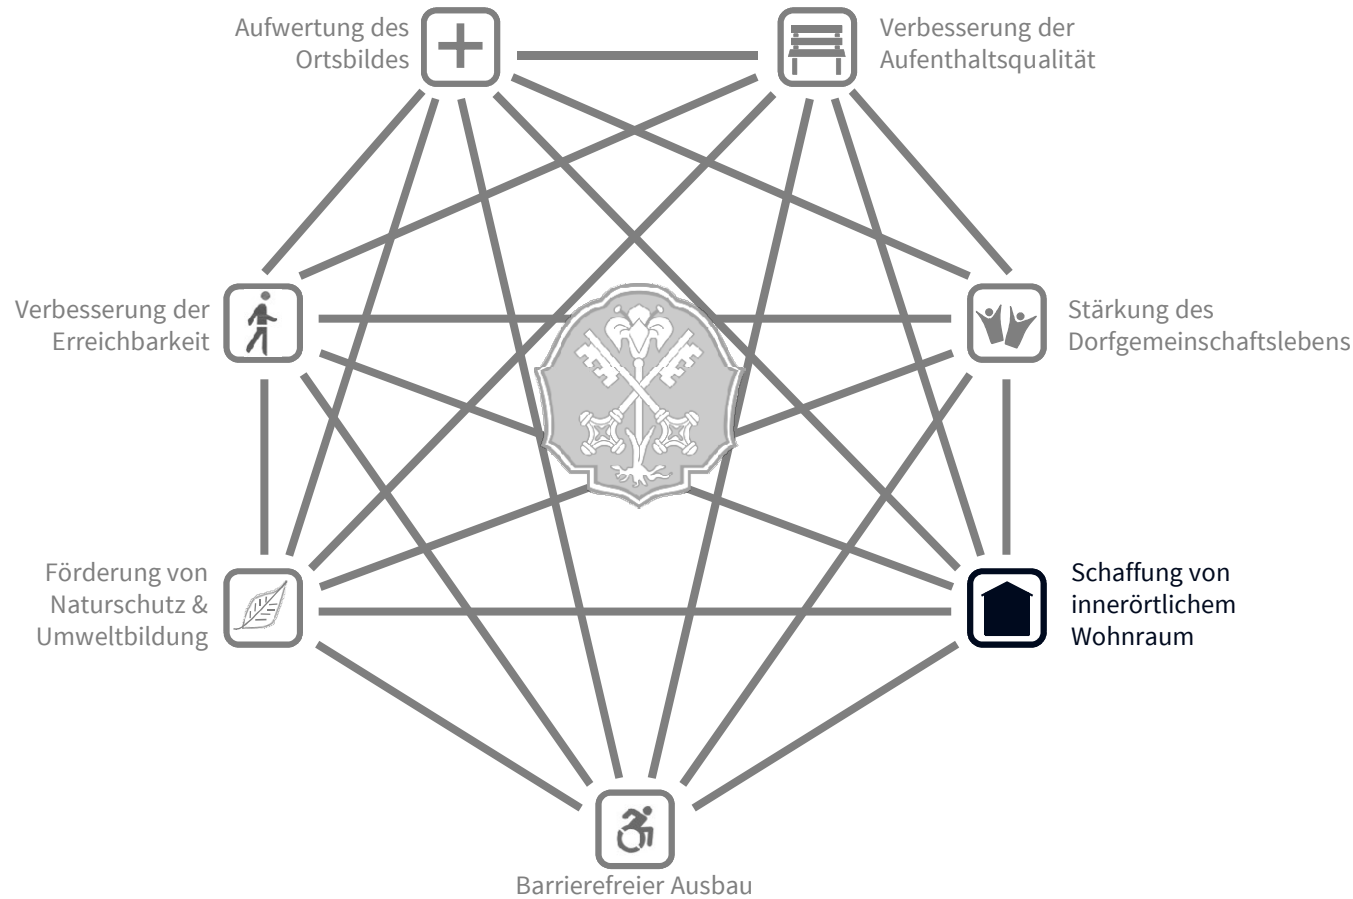 Aufwertung des
Ortsbildes
Verbesserung der
Aufenthaltsqualität
Verbesserung der
Erreichbarkeit
Stärkung des
Dorfgemeinschaftslebens
Förderung von
Naturschutz &
Umweltbildung
Schaffung von
innerörtlichem
Wohnraum
Barrierefreier Ausbau